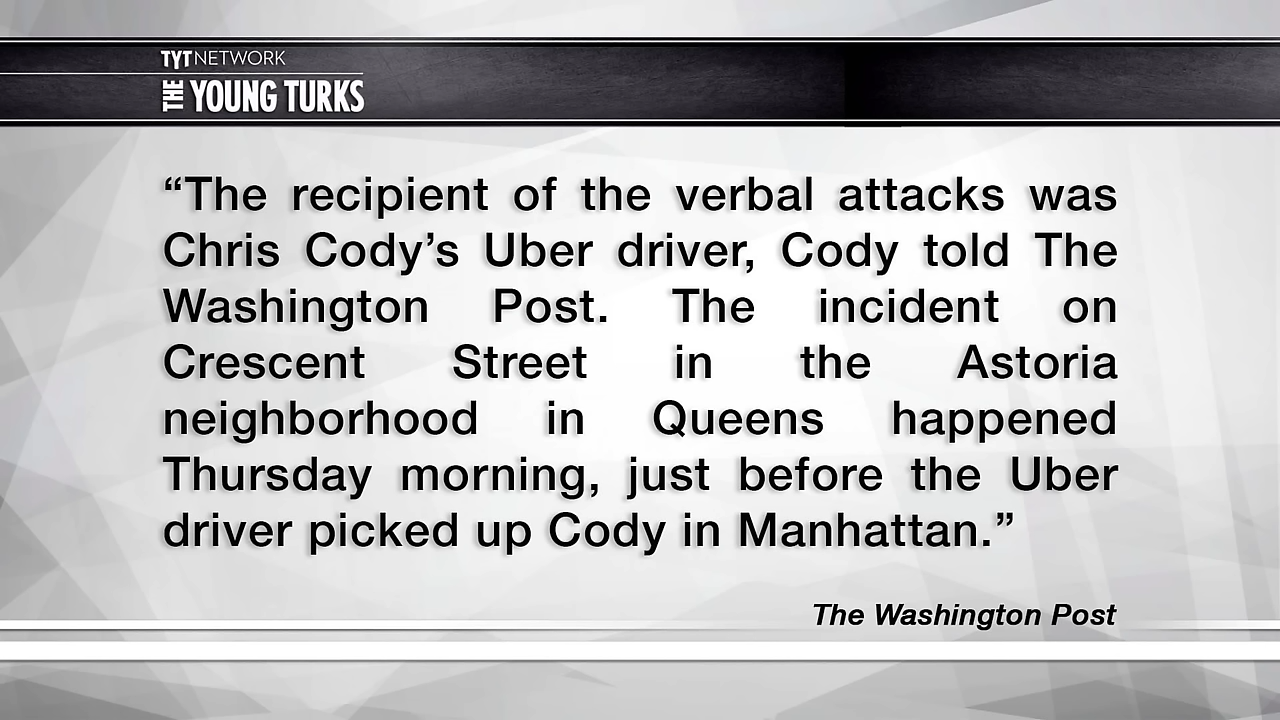 TYT NETWORK
THE YOUNG TURKS
“The recipient of the verbal attacks was
Chris Cody’s Uber driver, Cody told The
Washington Post. The incident on
Crescent Street in the Astoria
neighborhood in Queens happened
Thursday morning, just before the Uber
driver picked up Cody in Manhattan.”
The Washington Post